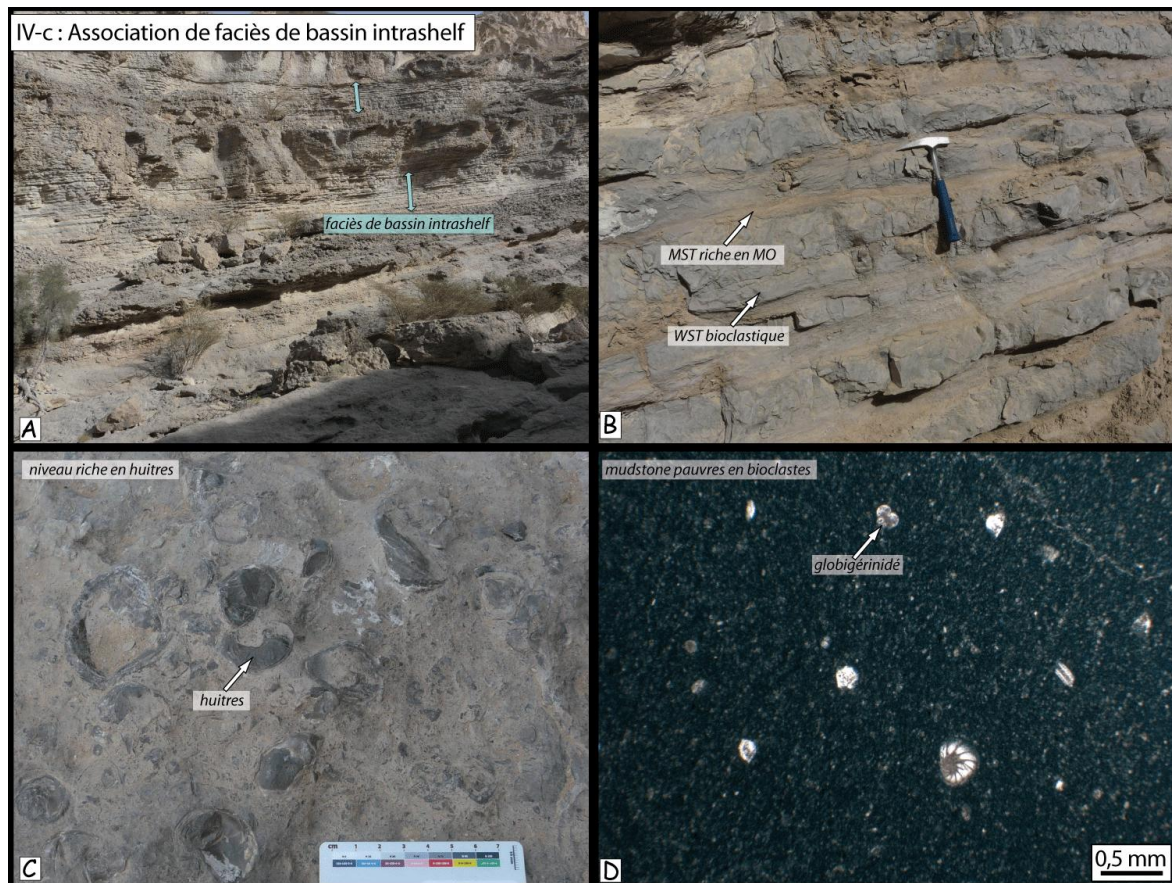 IV-c : Association de faciès de bassin intrashelf
faciès de bassin intrashelf
A
MST riche en MO
WST bioclastique
B
niveau riche en huitres
huitres
cm 1 2 3 4 5 6 7
C
mudstone pauvres en bioclastes
globigérinidé
D
0,5 mm